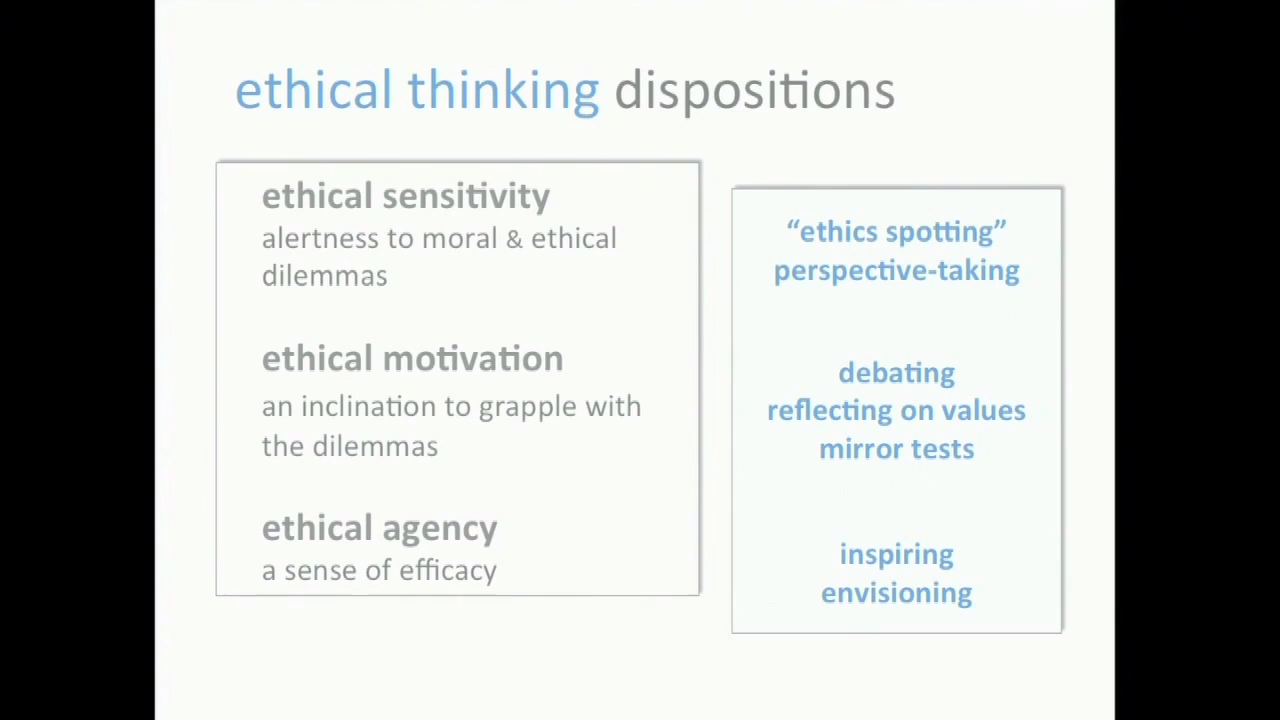 ethical thinking dispositions
ethical sensitivity
alertness to moral & ethical
dilemmas
ethical motivation
an inclination to grapple with
the dilemmas
ethical agency
a sense of efficacy
“ethics spotting”
perspective-taking
debating
reflecting on values
mirror tests
inspiring
envisioning